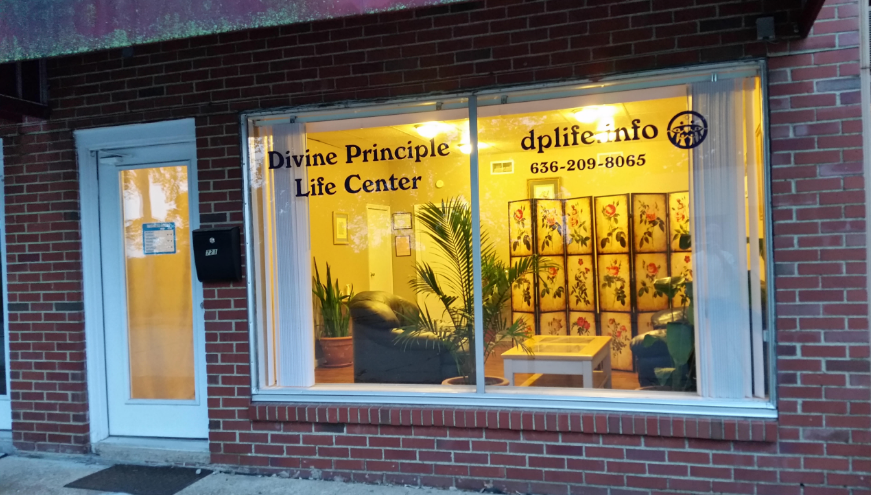 Divine Principle
Life Center
dplife.info
636-209-8065